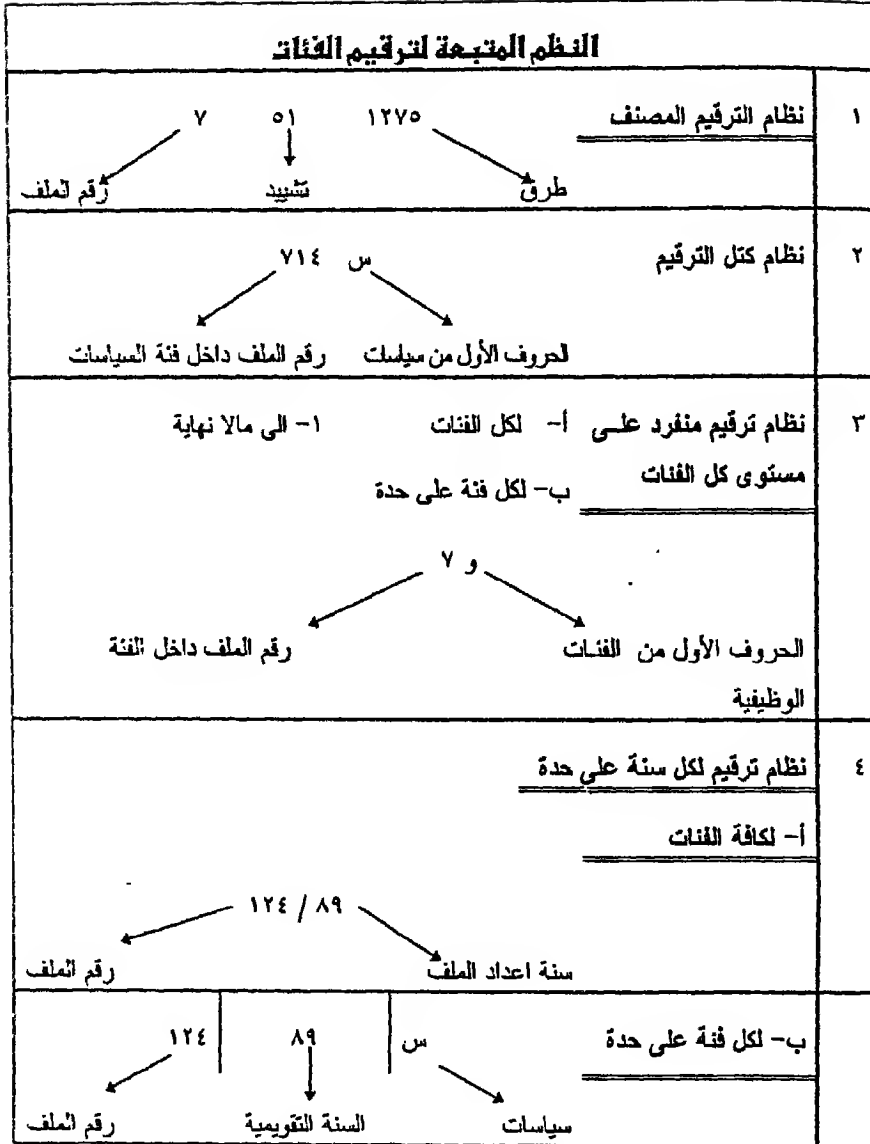 النظم المتبعة لترقيم الفئات
١ نظام الترقيم المصنف ١٢٧٥ ٥١ ٧
طرق تشييد رقم الملف
٢ نظام كتل الترقيم س ٧١٤
الحروف الأول من سياسات رقم الملف داخل فئة السياسات
٣ نظام ترقيم منفرد على أ- لكل الفئات ١- الى مالا نهاية
مستوى كل الفئات
ب- لكل فئة على حدة
و ٧
الحروف الأول من الفئات رقم الملف داخل الفئة
الوظيفية
٤ نظام ترقيم لكل سنة على حدة
أ- لكافة الفئات
٨٩ / ١٢٤
سنة اعداد الملف رقم الملف
ب- لكل فئة على حدة س ٨٩ ١٢٤
سياسات السنة التقويمية رقم الملف